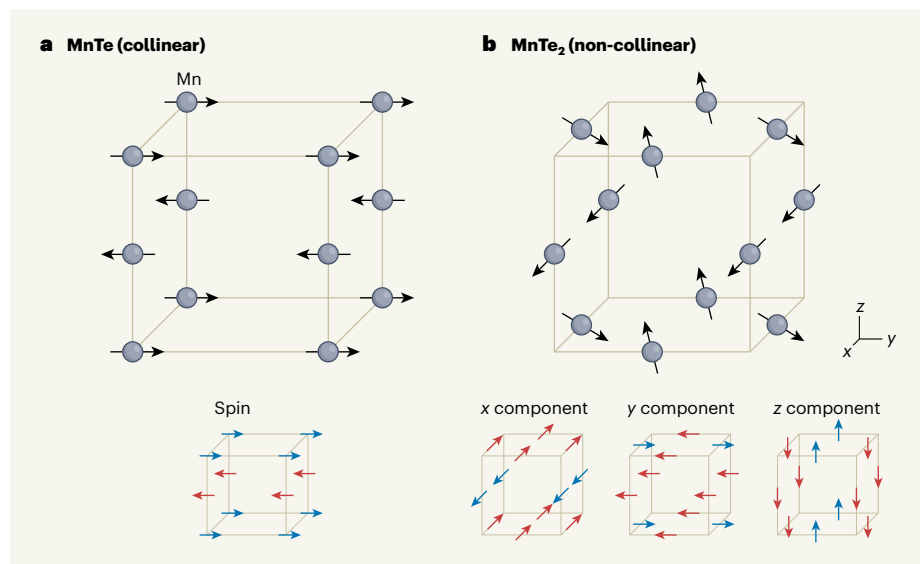 a MnTe (collinear)
b MnTe₂ (non-collinear)
Mn
z
y
x
Spin
x component
y component
z component